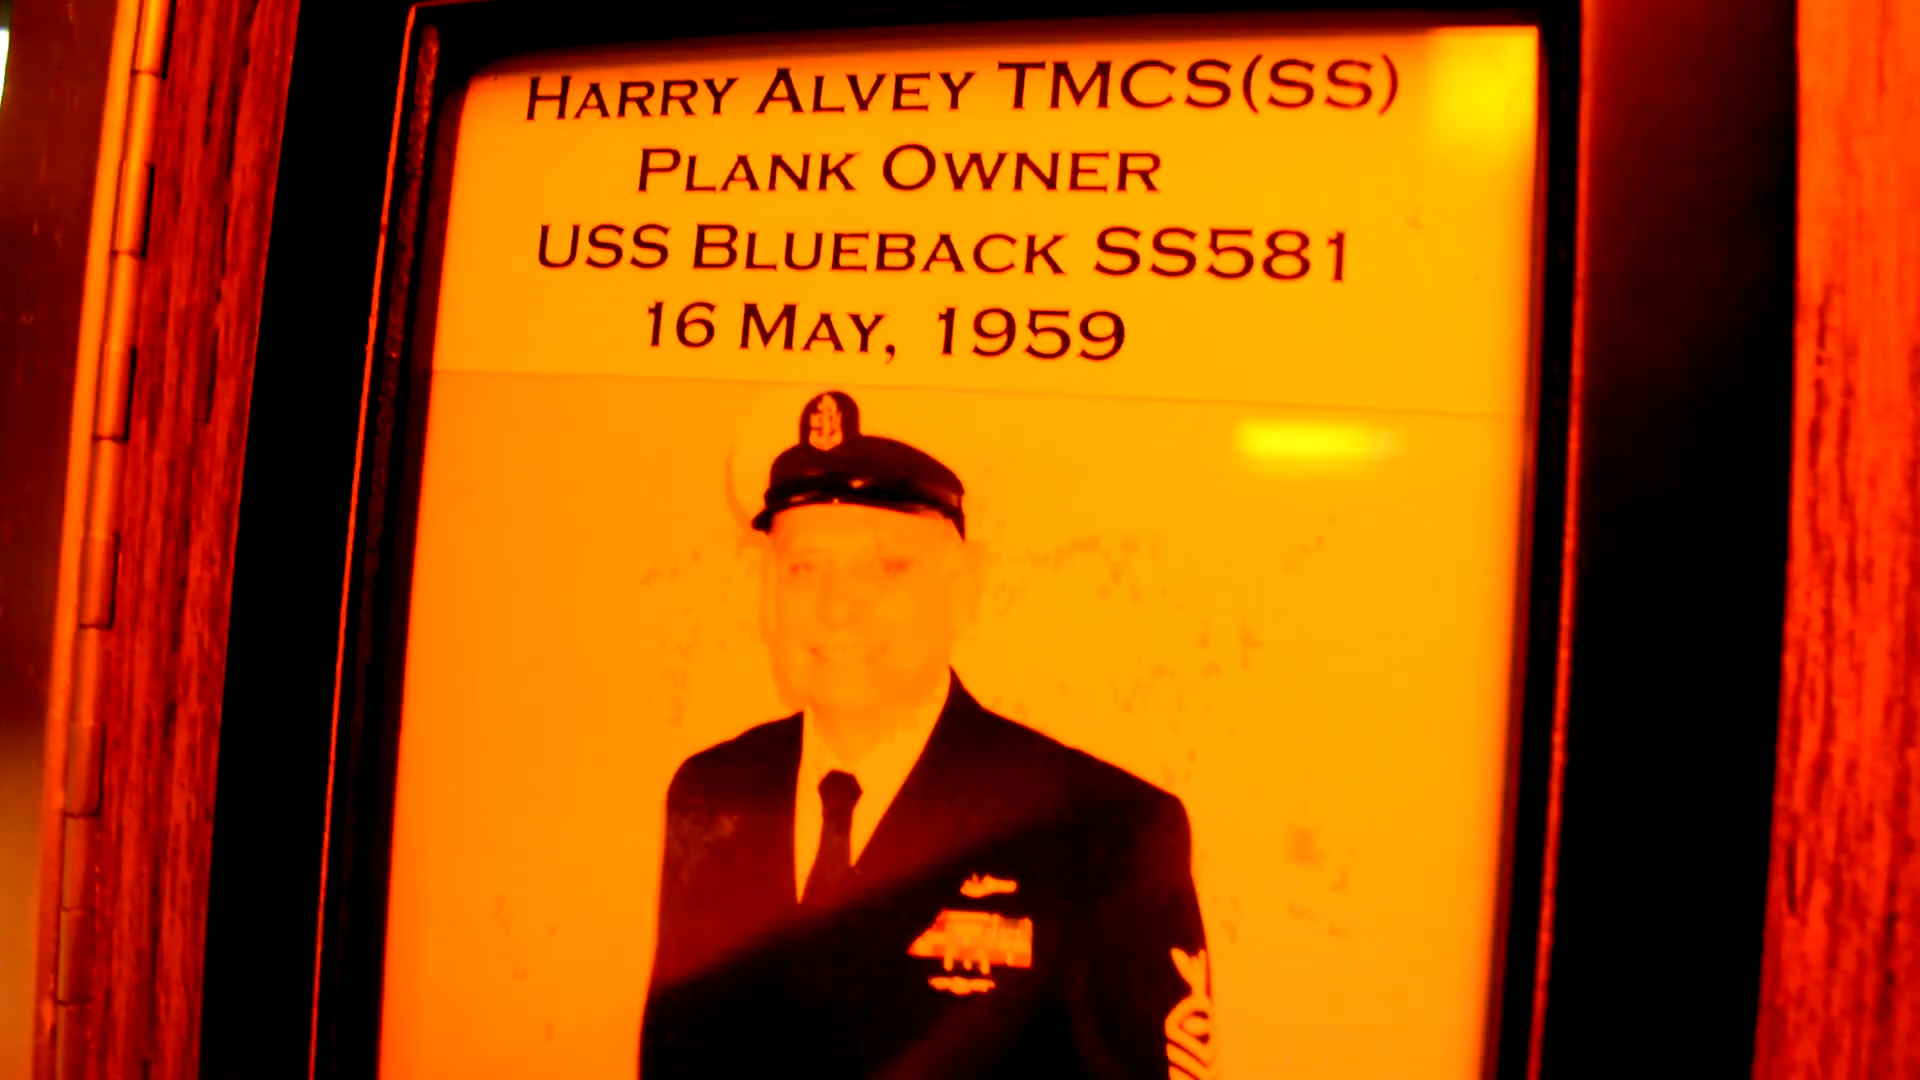 HARRY ALVEY TMCS(SS)
PLANK OWNER
USS BLUEBACK SS581
16 MAY, 1959